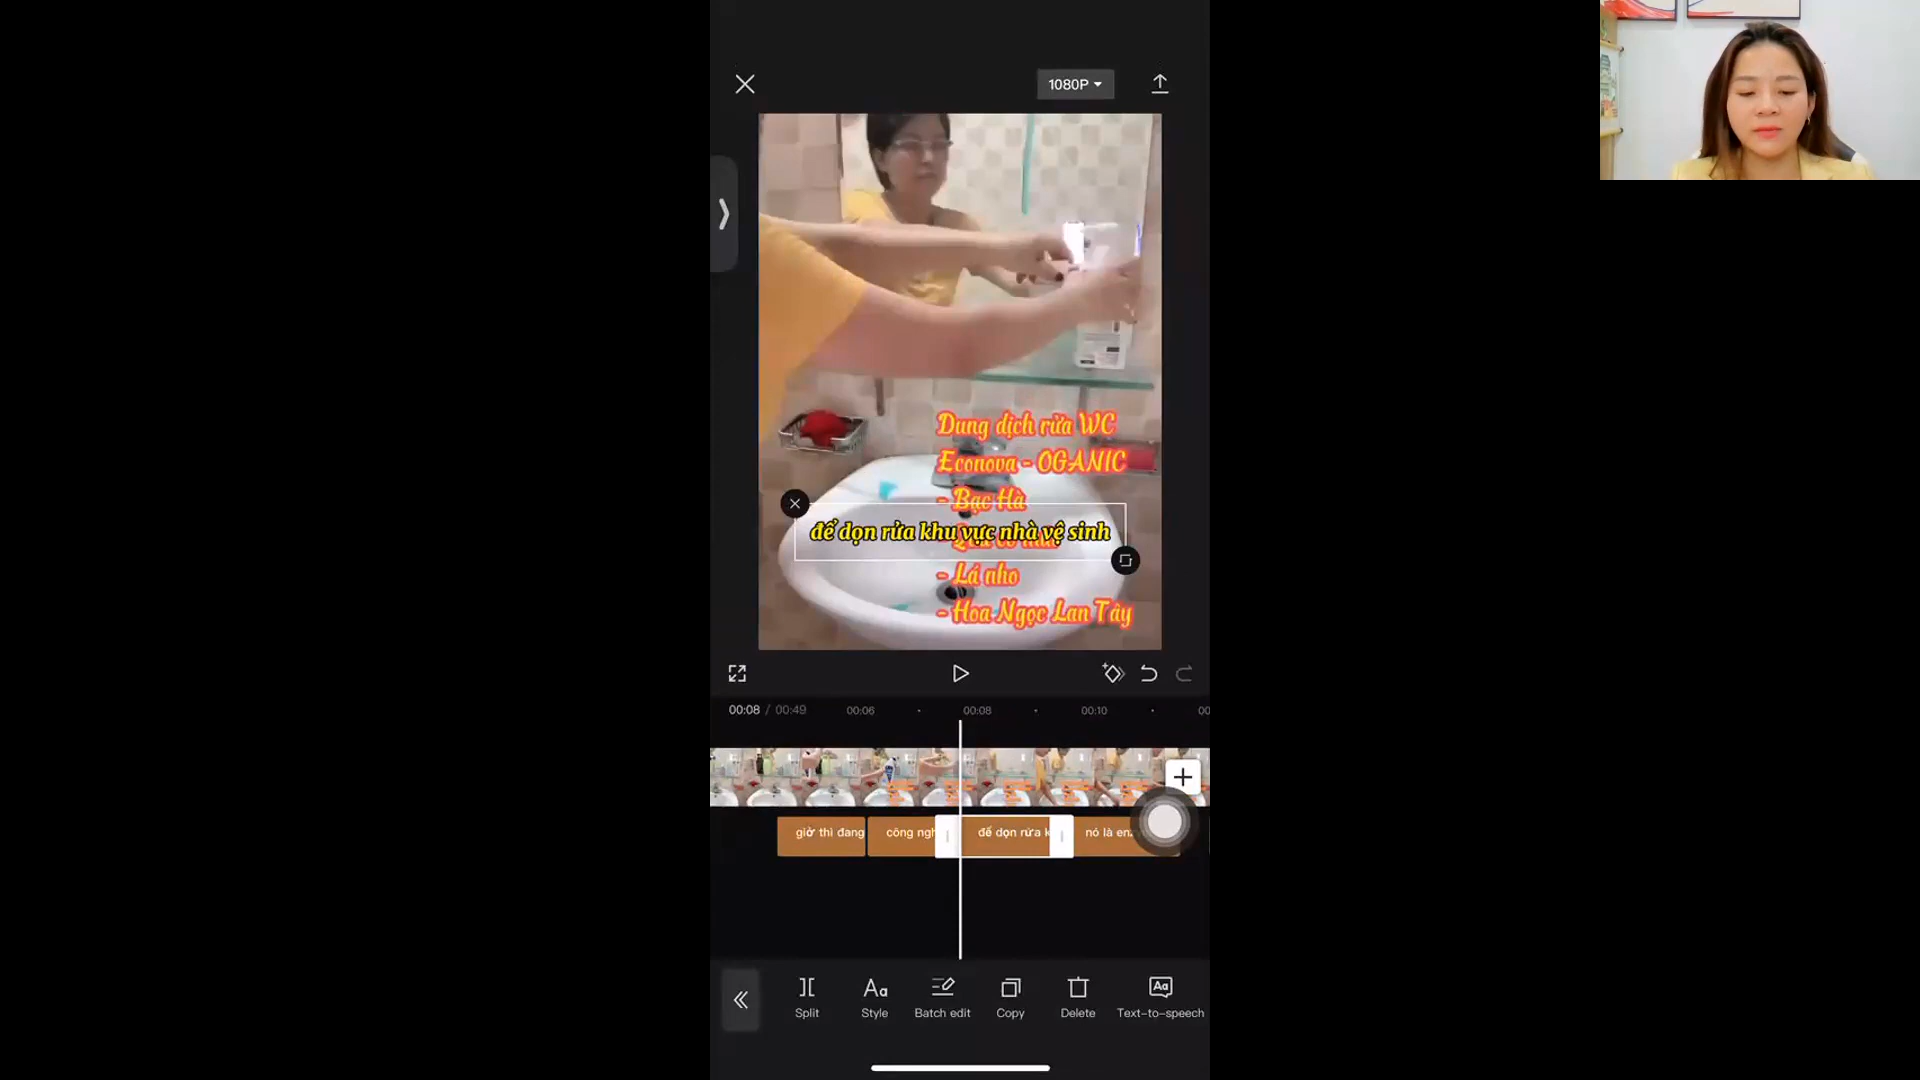 1080P
Dung dịch rửa WC
Econova - OGANIC
- Bạc Hà
để dọn rửa khu vực nhà vệ sinh
- Lá nho
- Hoa Ngọc Lan Tây
00:08 / 00:49 00:06 00:08 00:10 00
giờ thì đang công ngh để dọn rửa k nó là en
Split Style Batch edit Copy Delete Text-to-speech